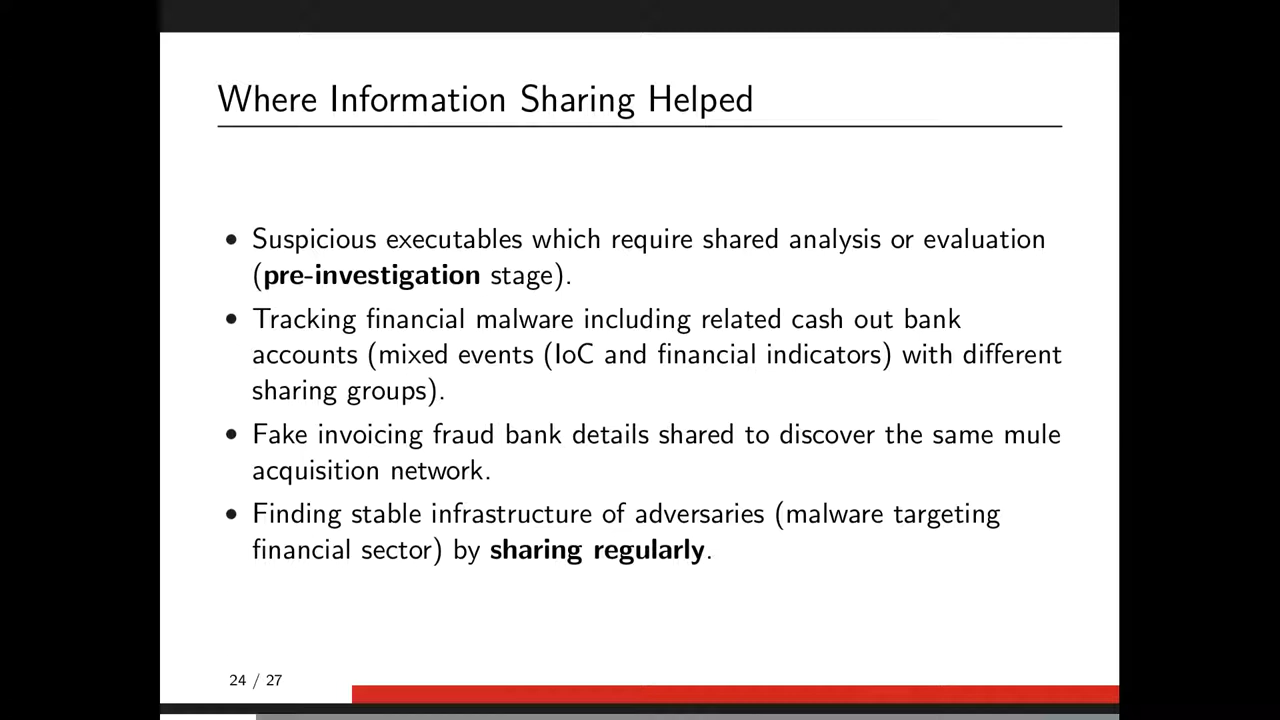 Where Information Sharing Helped
• Suspicious executables which require shared analysis or evaluation
(pre-investigation stage).
• Tracking financial malware including related cash out bank
accounts (mixed events (IoC and financial indicators) with different
sharing groups).
• Fake invoicing fraud bank details shared to discover the same mule
acquisition network.
• Finding stable infrastructure of adversaries (malware targeting
financial sector) by sharing regularly.
24 / 27